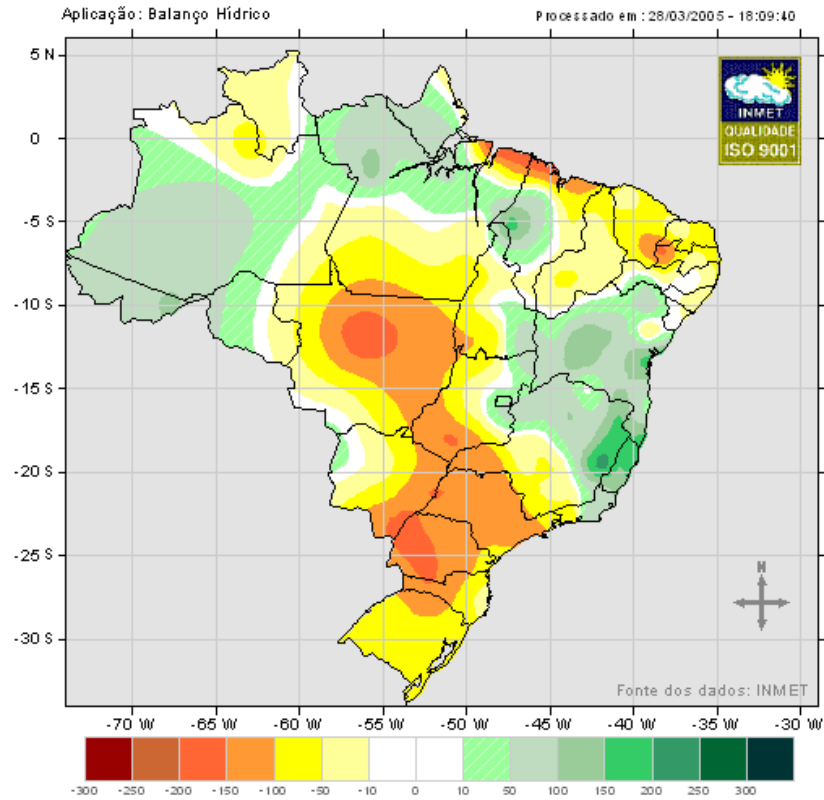 Aplicação: Balanço Hídrico
Processado em : 28/03/2005 - 18:09:40
INMET
QUALIDADE
ISO 9001
5 N
0
-5 S
-10 S
-15 S
-20 S
-25 S
-30 S
N
Fonte dos dados: INMET
-70 W -65 W -60 W -55 W -50 W -45 W -40 W -35 W -30 W
-300 -250 -200 -150 -100 -50 -10 0 10 50 100 150 200 250 300